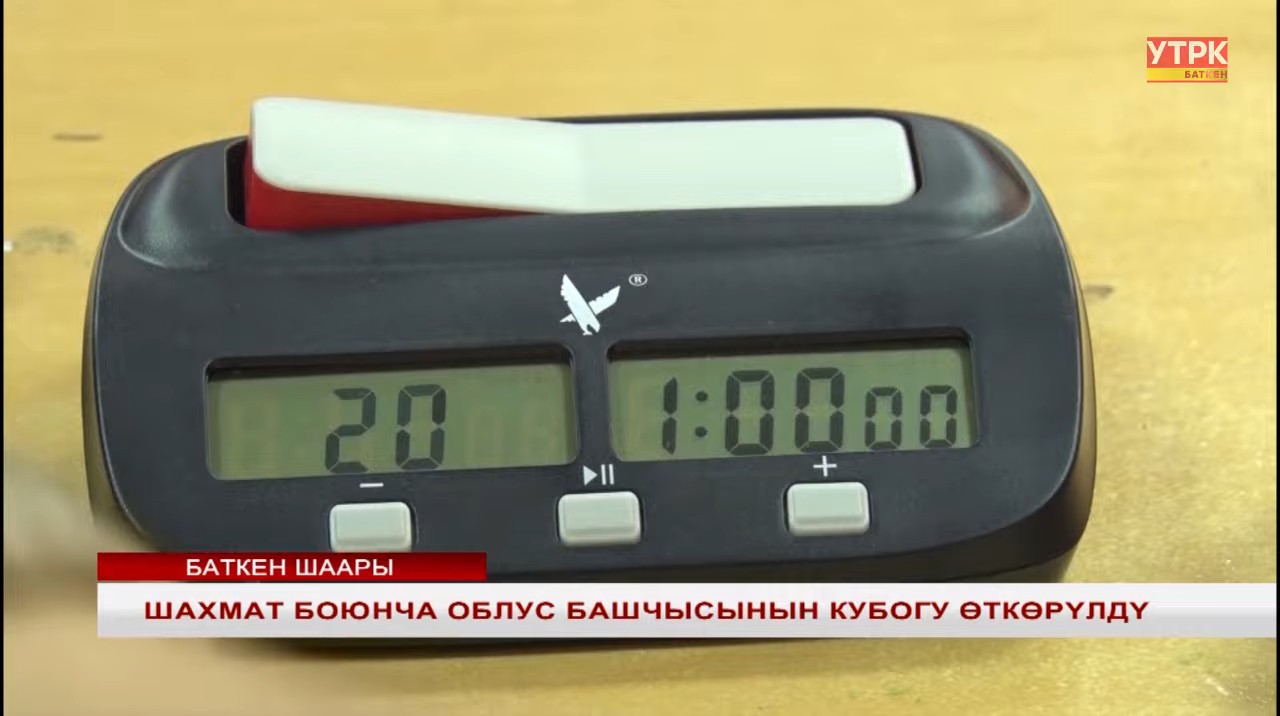 УТРК
БАТКЕН
®
20
1:00 00
БАТКЕН ШААРЫ
ШАХМАТ БОЮНЧА ОБЛУС БАШЧЫСЫНЫН КУБОГУ ӨТКӨРҮЛДҮ